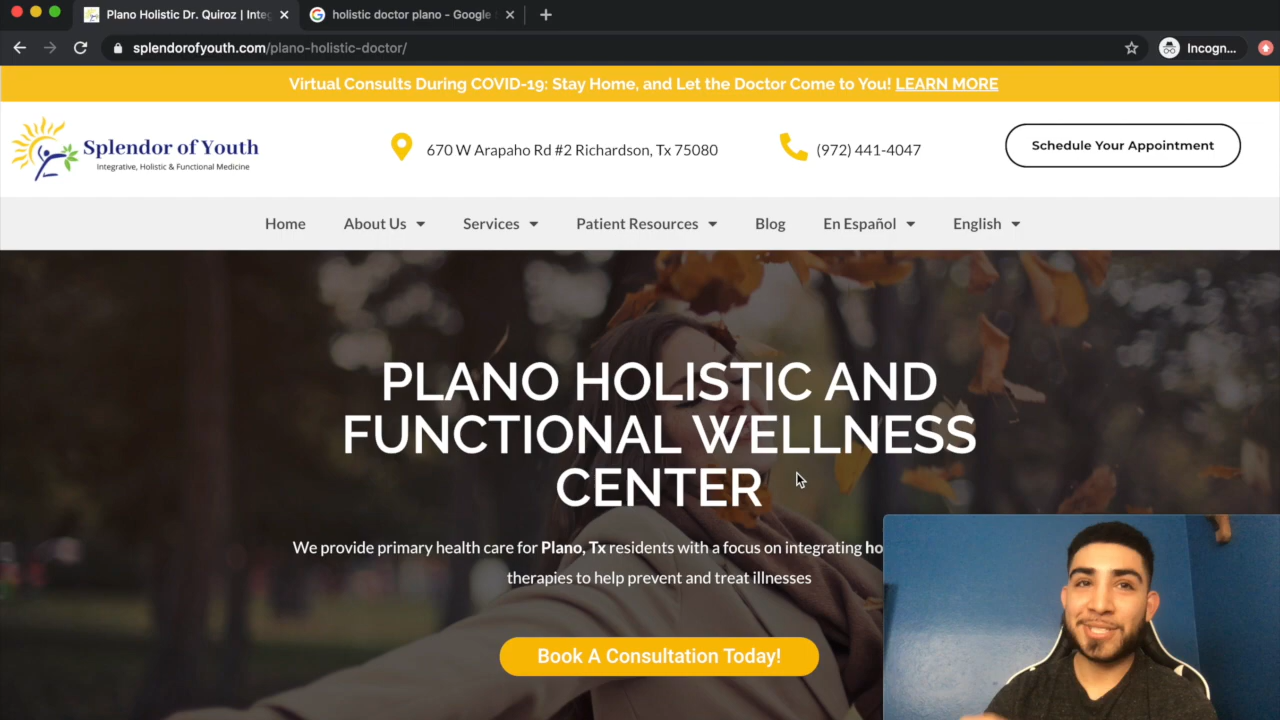 Plano Holistic Dr. Quiroz | Inte
holistic doctor plano - Google
splendorofyouth.com/plano-holistic-doctor/
Incogn...
Virtual Consults During COVID-19: Stay Home, and Let the Doctor Come to You! LEARN MORE
Splendor of Youth
Integrative, Holistic & Functional Medicine
670 W Arapaho Rd #2 Richardson, Tx 75080
(972) 441-4047
Schedule Your Appointment
Home About Us Services Patient Resources Blog En Español English
PLANO HOLISTIC AND
FUNCTIONAL WELLNESS
CENTER
We provide primary health care for Plano, Tx residents with a focus on integrating ho
therapies to help prevent and treat illnesses
Book A Consultation Today!